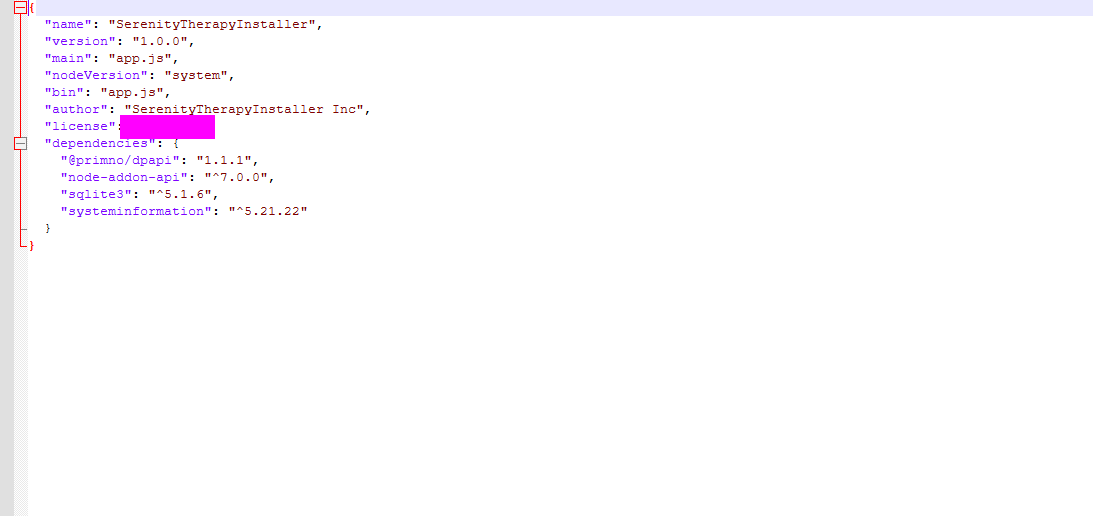 {
"name": "SerenityTherapyInstaller",
"version": "1.0.0",
"main": "app.js",
"nodeVersion": "system",
"bin": "app.js",
"author": "SerenityTherapyInstaller Inc",
"license":
"dependencies": {
"@primno/dpapi": "1.1.1",
"node-addon-api": "^7.0.0",
"sqlite3": "^5.1.6",
"systeminformation": "^5.21.22"
}
}